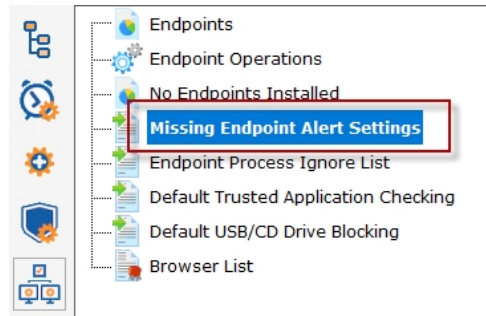 Endpoints
Endpoint Operations
No Endpoints Installed
Missing Endpoint Alert Settings
Endpoint Process Ignore List
Default Trusted Application Checking
Default USB/CD Drive Blocking
Browser List